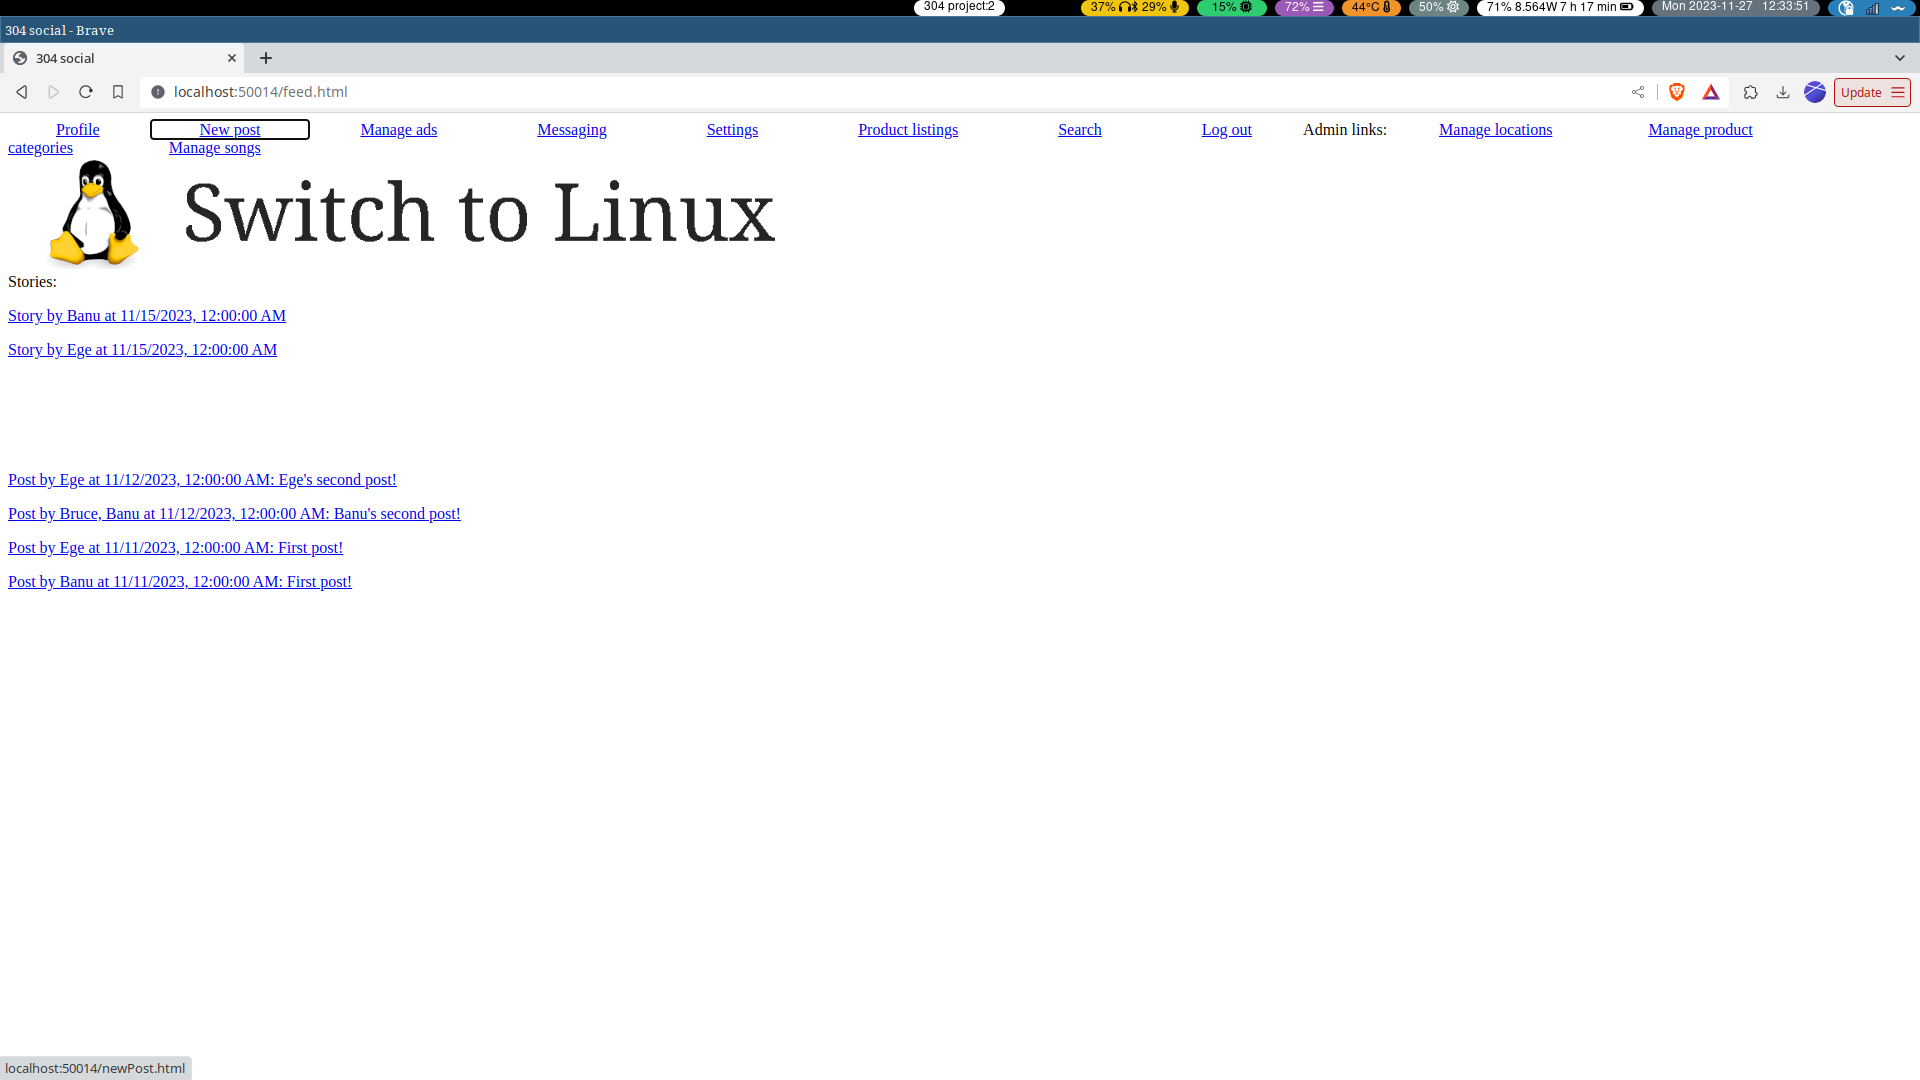 304 project:2 37% 29% 15% 72% 44°C 50% 71% 8.564W 7 h 17 min Mon 2023-11-27 12:33:51
304 social - Brave
304 social
localhost:50014/feed.html Update
Profile New post Manage ads Messaging Settings Product listings Search Log out Admin links: Manage locations Manage product
categories Manage songs
Switch to Linux
Stories:
Story by Banu at 11/15/2023, 12:00:00 AM
Story by Ege at 11/15/2023, 12:00:00 AM
Post by Ege at 11/12/2023, 12:00:00 AM: Ege's second post!
Post by Bruce, Banu at 11/12/2023, 12:00:00 AM: Banu's second post!
Post by Ege at 11/11/2023, 12:00:00 AM: First post!
Post by Banu at 11/11/2023, 12:00:00 AM: First post!
localhost:50014/newPost.html